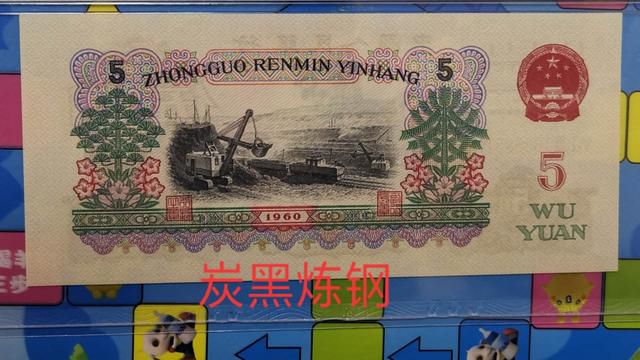 5 ZHONGGUO RENMIN YINHANG 5
5
WU
YUAN
1960
炭黑炼钢